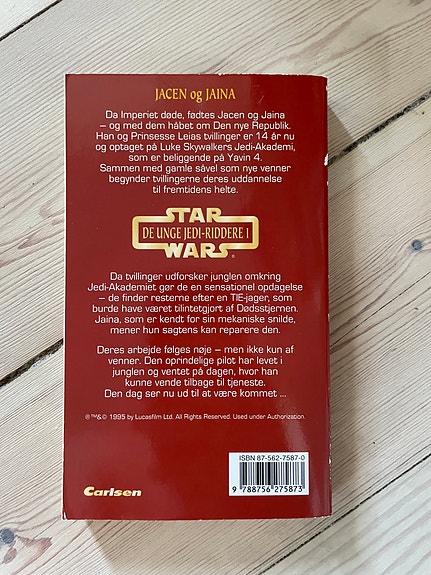 JACEN og JAINA
Da Imperiet døde, fødtes Jacen og Jaina
– og med dem håbet om Den nye Republik.
Han og Prinsesse Leias tvillinger er 14 år nu
og optaget på Luke Skywalkers Jedi-Akademi,
som er beliggende på Yavin 4.
Sammen med gamle såvel som nye venner
begynder tvillingerne deres uddannelse
til fremtidens helte.
STAR
DE UNGE JEDI-RIDDERE 1
WARS
Da tvillinger udforsker junglen omkring
Jedi-Akademiet gør de en sensationel opdagelse
– de finder resterne efter en TIE-jager, som
burde have været tilintetgjort af Dødsstjernen.
Jaina, som er kendt for sin mekaniske snilde,
mener hun sagtens kan reparere den.
Deres arbejde følges nøje – men ikke kun af
venner. Den oprindelige pilot har levet i
junglen og ventet på dagen, hvor han
kunne vende tilbage til tjeneste.
Den dag ser nu ud til at være kommet ...
®™&© 1995 by Lucasfilm Ltd. All Rights Reserved. Used under Authorization.
ISBN 87-562-7587-0
9 788756 275873
Carlsen